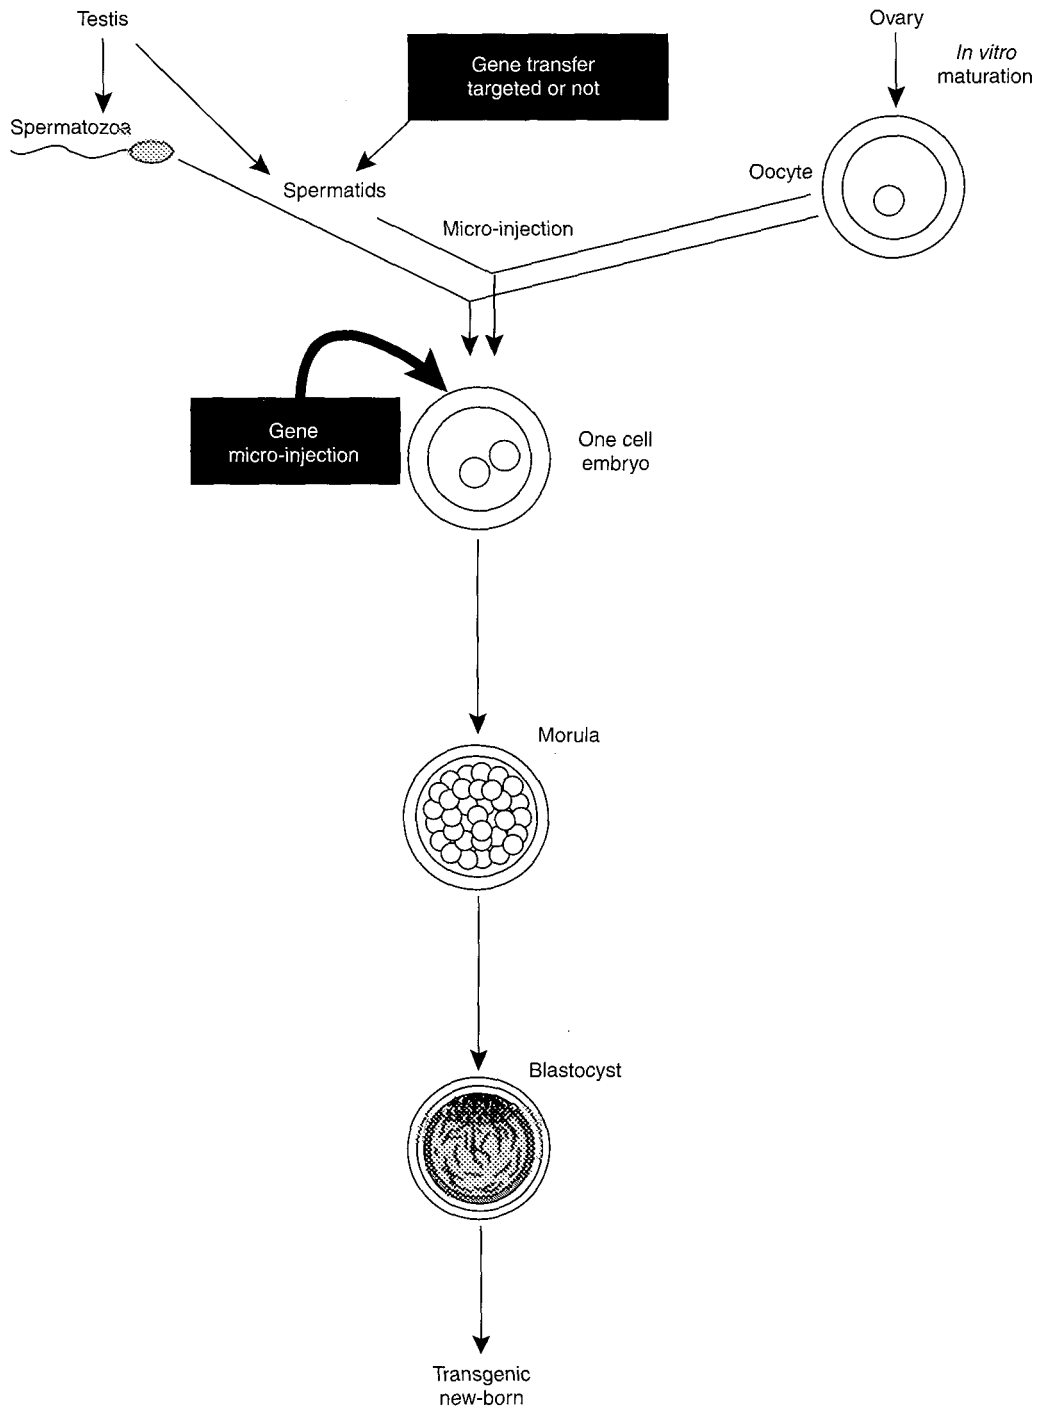 Testis
Ovary
In vitro
maturation
Gene transfer
targeted or not
Spermatozoa
Spermatids
Oocyte
Micro-injection
Gene
micro-injection
One cell
embryo
Morula
Blastocyst
Transgenic
new-born